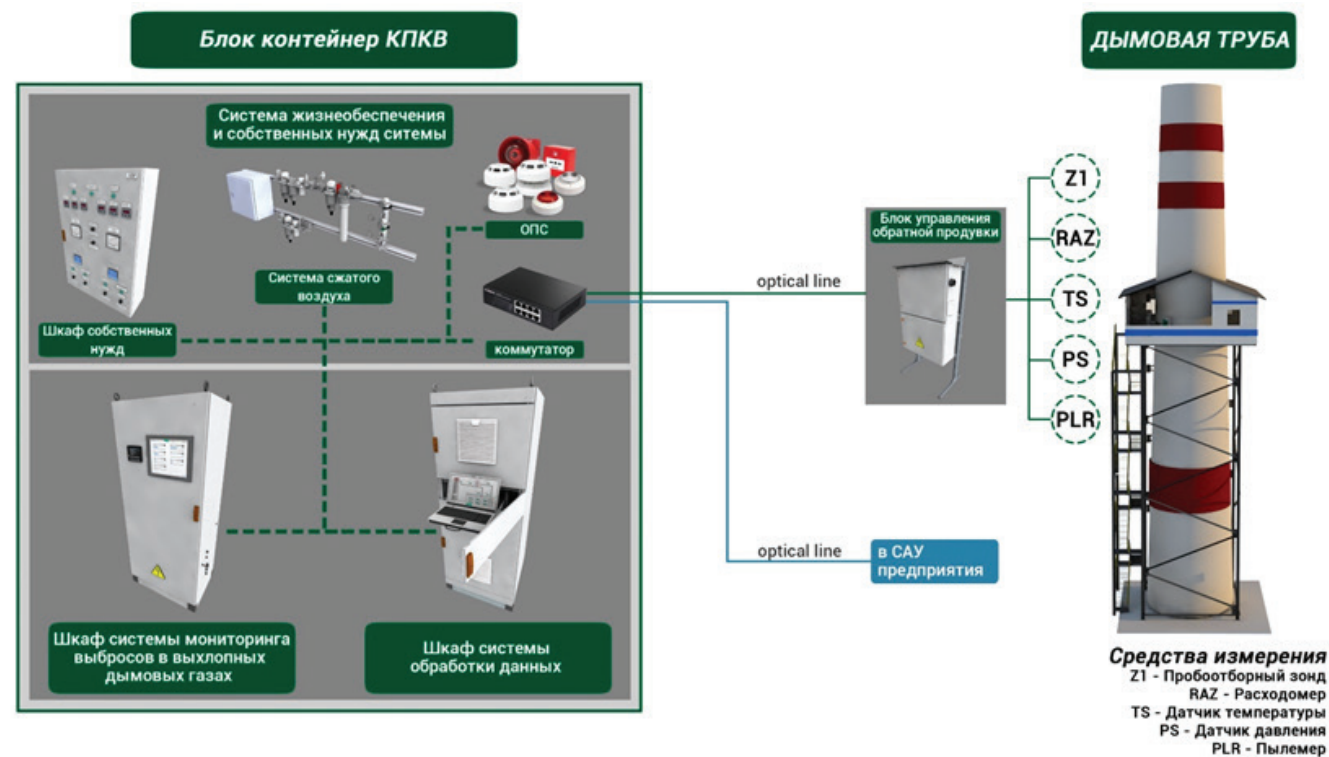 Блок контейнер КПКВ
ДЫМОВАЯ ТРУБА
Система жизнеобеспечения
и собственных нужд ситемы
ОПС
Система сжатого
воздуха
Шкаф собственных
нужд
коммутатор
optical line
Блок управления
обратной продувки
Z1
RAZ
TS
PS
PLR
optical line
в САУ
предприятия
Шкаф системы мониторинга
выбросов в выхлопных
дымовых газах
Шкаф системы
обработки данных
Средства измерения
Z1 - Пробоотборный зонд
RAZ - Расходомер
TS - Датчик температуры
PS - Датчик давления
PLR - Пылемер